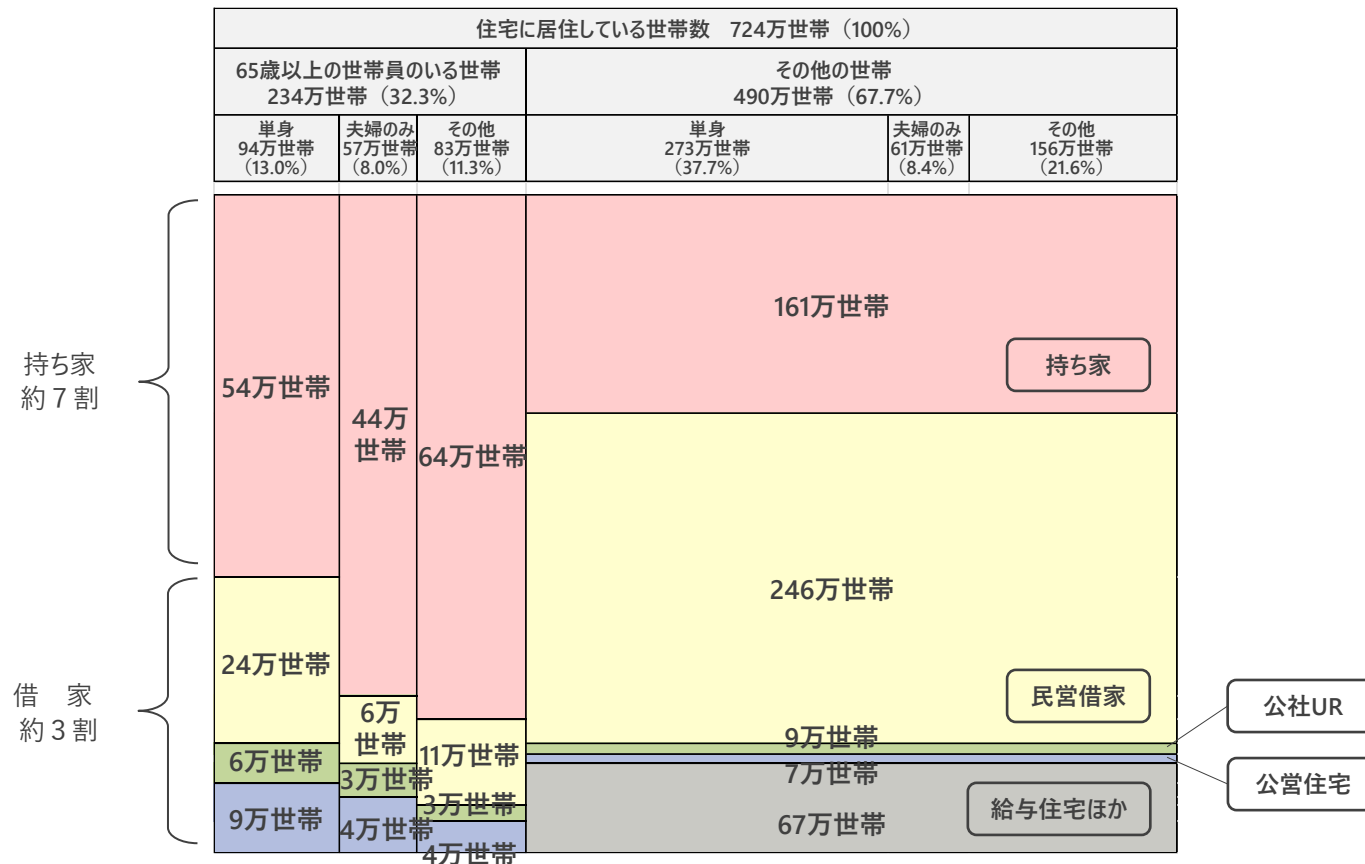 住宅に居住している世帯数　724万世帯（100%）
65歳以上の世帯員のいる世帯
234万世帯（32.3%）
その他の世帯
490万世帯（67.7%）
単身
94万世帯
（13.0%）
夫婦のみ
57万世帯
（8.0%）
その他
83万世帯
（11.3%）
単身
273万世帯
（37.7%）
夫婦のみ
61万世帯
（8.4%）
その他
156万世帯
（21.6%）
持ち家
約７割
借　家
約３割
54万世帯
24万世帯
6万世帯
9万世帯
44万
世帯
6万
世帯
3万世帯
4万世帯
64万世帯
11万世帯
3万世帯
4万世帯
161万世帯
持ち家
246万世帯
民営借家
9万世帯
7万世帯
67万世帯
給与住宅ほか
公社UR
公営住宅